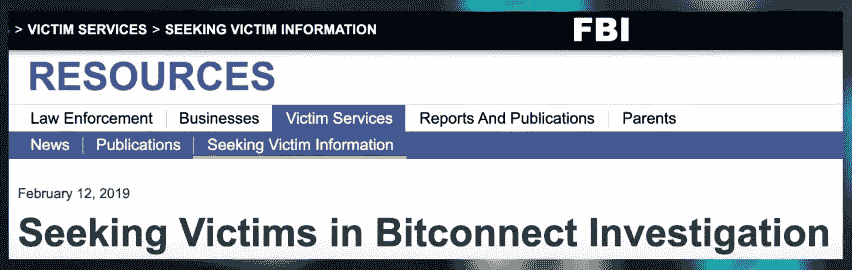 > VICTIM SERVICES > SEEKING VICTIM INFORMATION FBI
RESOURCES
Law Enforcement Businesses Victim Services Reports And Publications Parents
News Publications Seeking Victim Information
February 12, 2019
Seeking Victims in Bitconnect Investigation